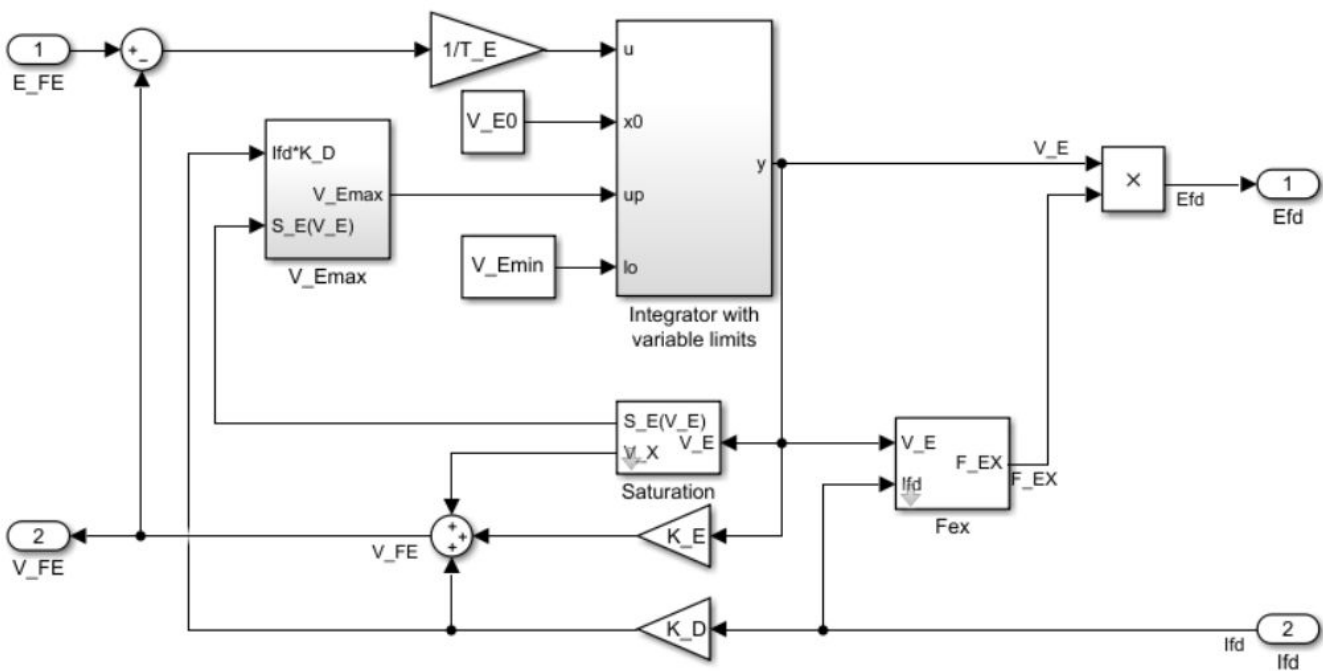 1
E_FE
+
-
1/T_E
V_E0
Ifd*K_D
V_Emax
S_E(V_E)
V_Emax
V_Emin
u
x0
up
lo
y
Integrator with
variable limits
V_E
×
Efd
1
Efd
S_E(V_E)
V_X
V_E
Saturation
V_E
Ifd
F_EX
F_EX
Fex
2
V_FE
V_FE
+
+
+
K_E
K_D
Ifd
2
Ifd